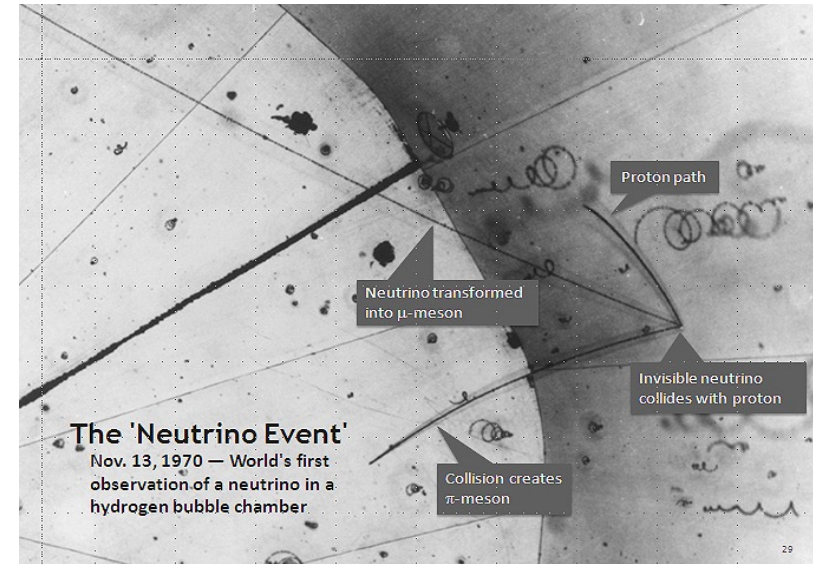 Proton path
Neutrino transformed
into μ-meson
Invisible neutrino
collides with proton
The 'Neutrino Event'
Nov. 13, 1970 — World's first
observation of a neutrino in a
hydrogen bubble chamber
Collision creates
π-meson
29